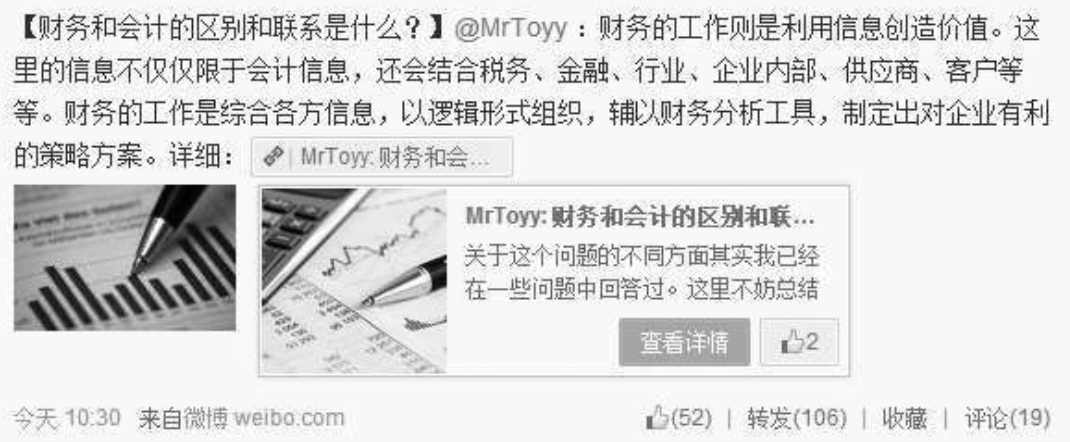 【财务和会计的区别和联系是什么？】@MrToyy：财务的工作则是利用信息创造价值。这
里的信息不仅仅限于会计信息，还会结合税务、金融、行业、企业内部、供应商、客户等
等。财务的工作是综合各方信息，以逻辑形式组织，辅以财务分析工具，制定出对企业有利
的策略方案。详细： | MrToyy: 财务和会...
MrToyy: 财务和会计的区别和联...
关于这个问题的不同方面其实我已经
在一些问题中回答过。这里不妨总结
查看详情 2
今天 10:30 来自微博 weibo.com (52) | 转发(106) | 收藏 | 评论(19)